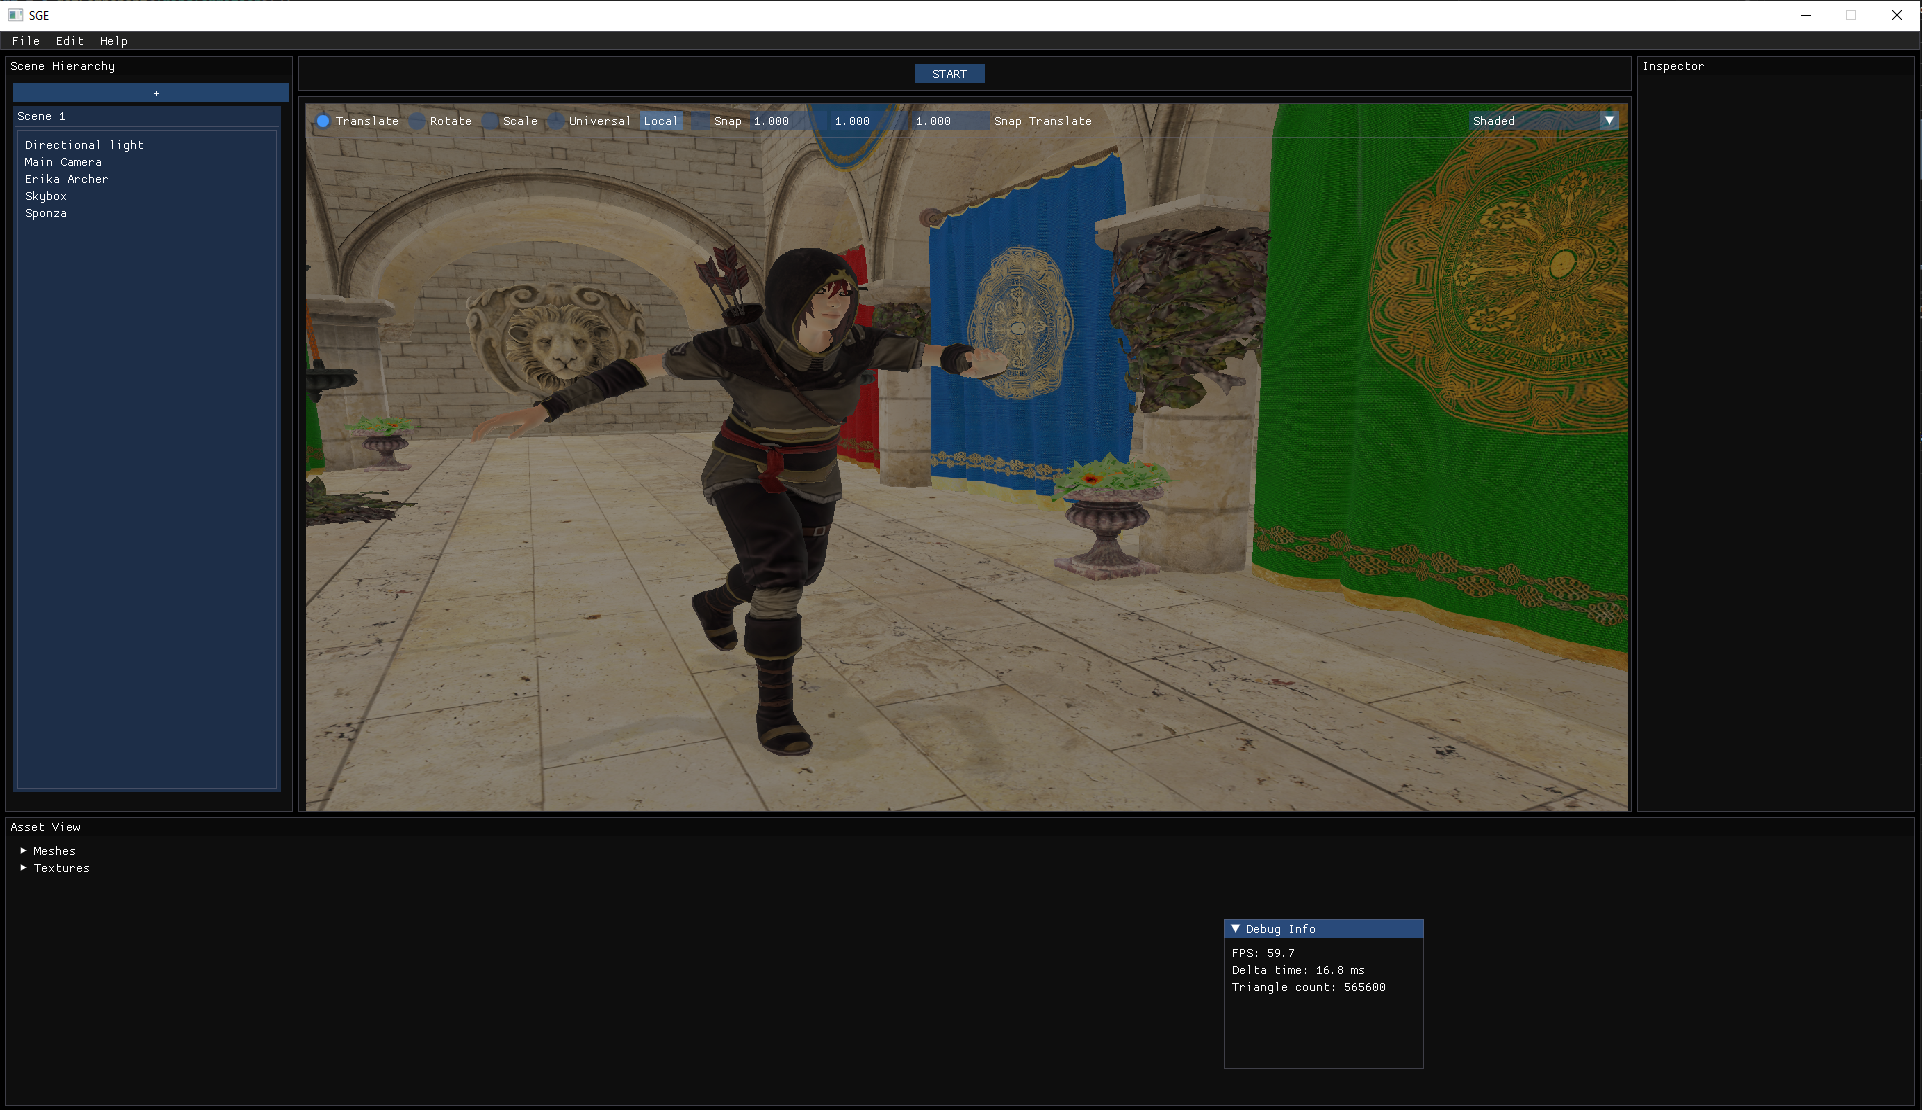 SGE
File Edit Help
Scene Hierarchy
+
Scene 1
Directional light
Main Camera
Erika Archer
Skybox
Sponza
START
Translate Rotate Scale Universal Local Snap 1.000 1.000 1.000 Snap Translate Shaded
Inspector
Asset View
Meshes
Textures
Debug Info
FPS: 59.7
Delta time: 16.8 ms
Triangle count: 565600